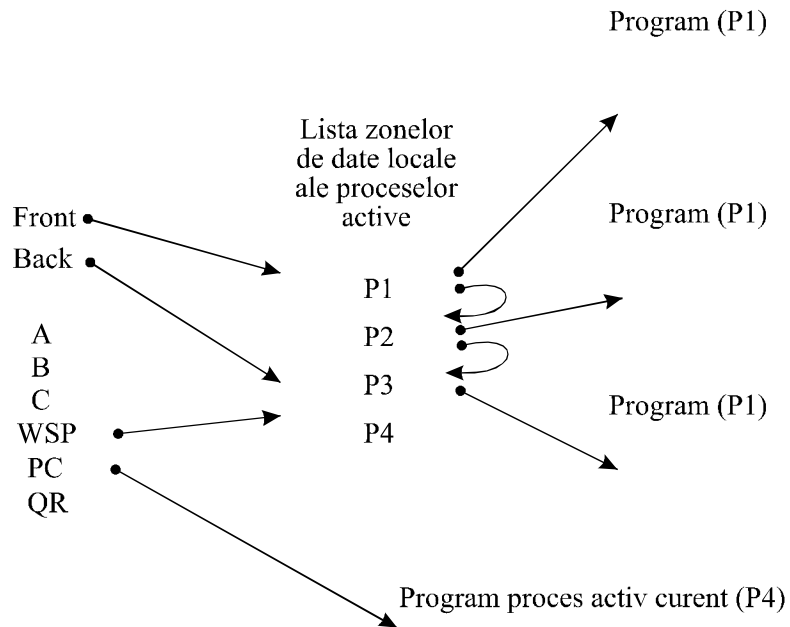 Program (P1)
Lista zonelor
de date locale
ale proceselor
active
Front
Back
Program (P1)
P1
P2
P3
P4
A
B
C
WSP
PC
QR
Program (P1)
Program proces activ curent (P4)